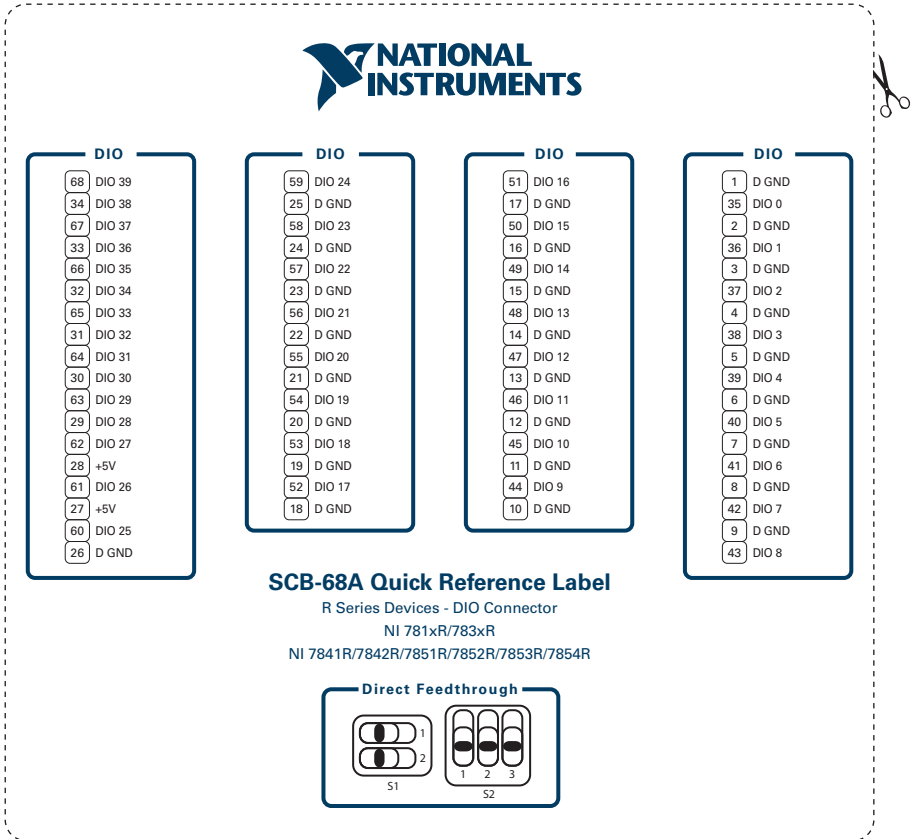 NATIONAL
INSTRUMENTS
DIO
68 DIO 39
34 DIO 38
67 DIO 37
33 DIO 36
66 DIO 35
32 DIO 34
65 DIO 33
31 DIO 32
64 DIO 31
30 DIO 30
63 DIO 29
29 DIO 28
62 DIO 27
28 +5V
61 DIO 26
27 +5V
60 DIO 25
26 D GND
DIO
59 DIO 24
25 D GND
58 DIO 23
24 D GND
57 DIO 22
23 D GND
56 DIO 21
22 D GND
55 DIO 20
21 D GND
54 DIO 19
20 D GND
53 DIO 18
19 D GND
52 DIO 17
18 D GND
DIO
51 DIO 16
17 D GND
50 DIO 15
16 D GND
49 DIO 14
15 D GND
48 DIO 13
14 D GND
47 DIO 12
13 D GND
46 DIO 11
12 D GND
45 DIO 10
11 D GND
44 DIO 9
10 D GND
DIO
1 D GND
35 DIO 0
2 D GND
36 DIO 1
3 D GND
37 DIO 2
4 D GND
38 DIO 3
5 D GND
39 DIO 4
6 D GND
40 DIO 5
7 D GND
41 DIO 6
8 D GND
42 DIO 7
9 D GND
43 DIO 8
SCB-68A Quick Reference Label
R Series Devices - DIO Connector
NI 781xR/783xR
NI 7841R/7842R/7851R/7852R/7853R/7854R
Direct Feedthrough
1
2
S1
1 2 3
S2